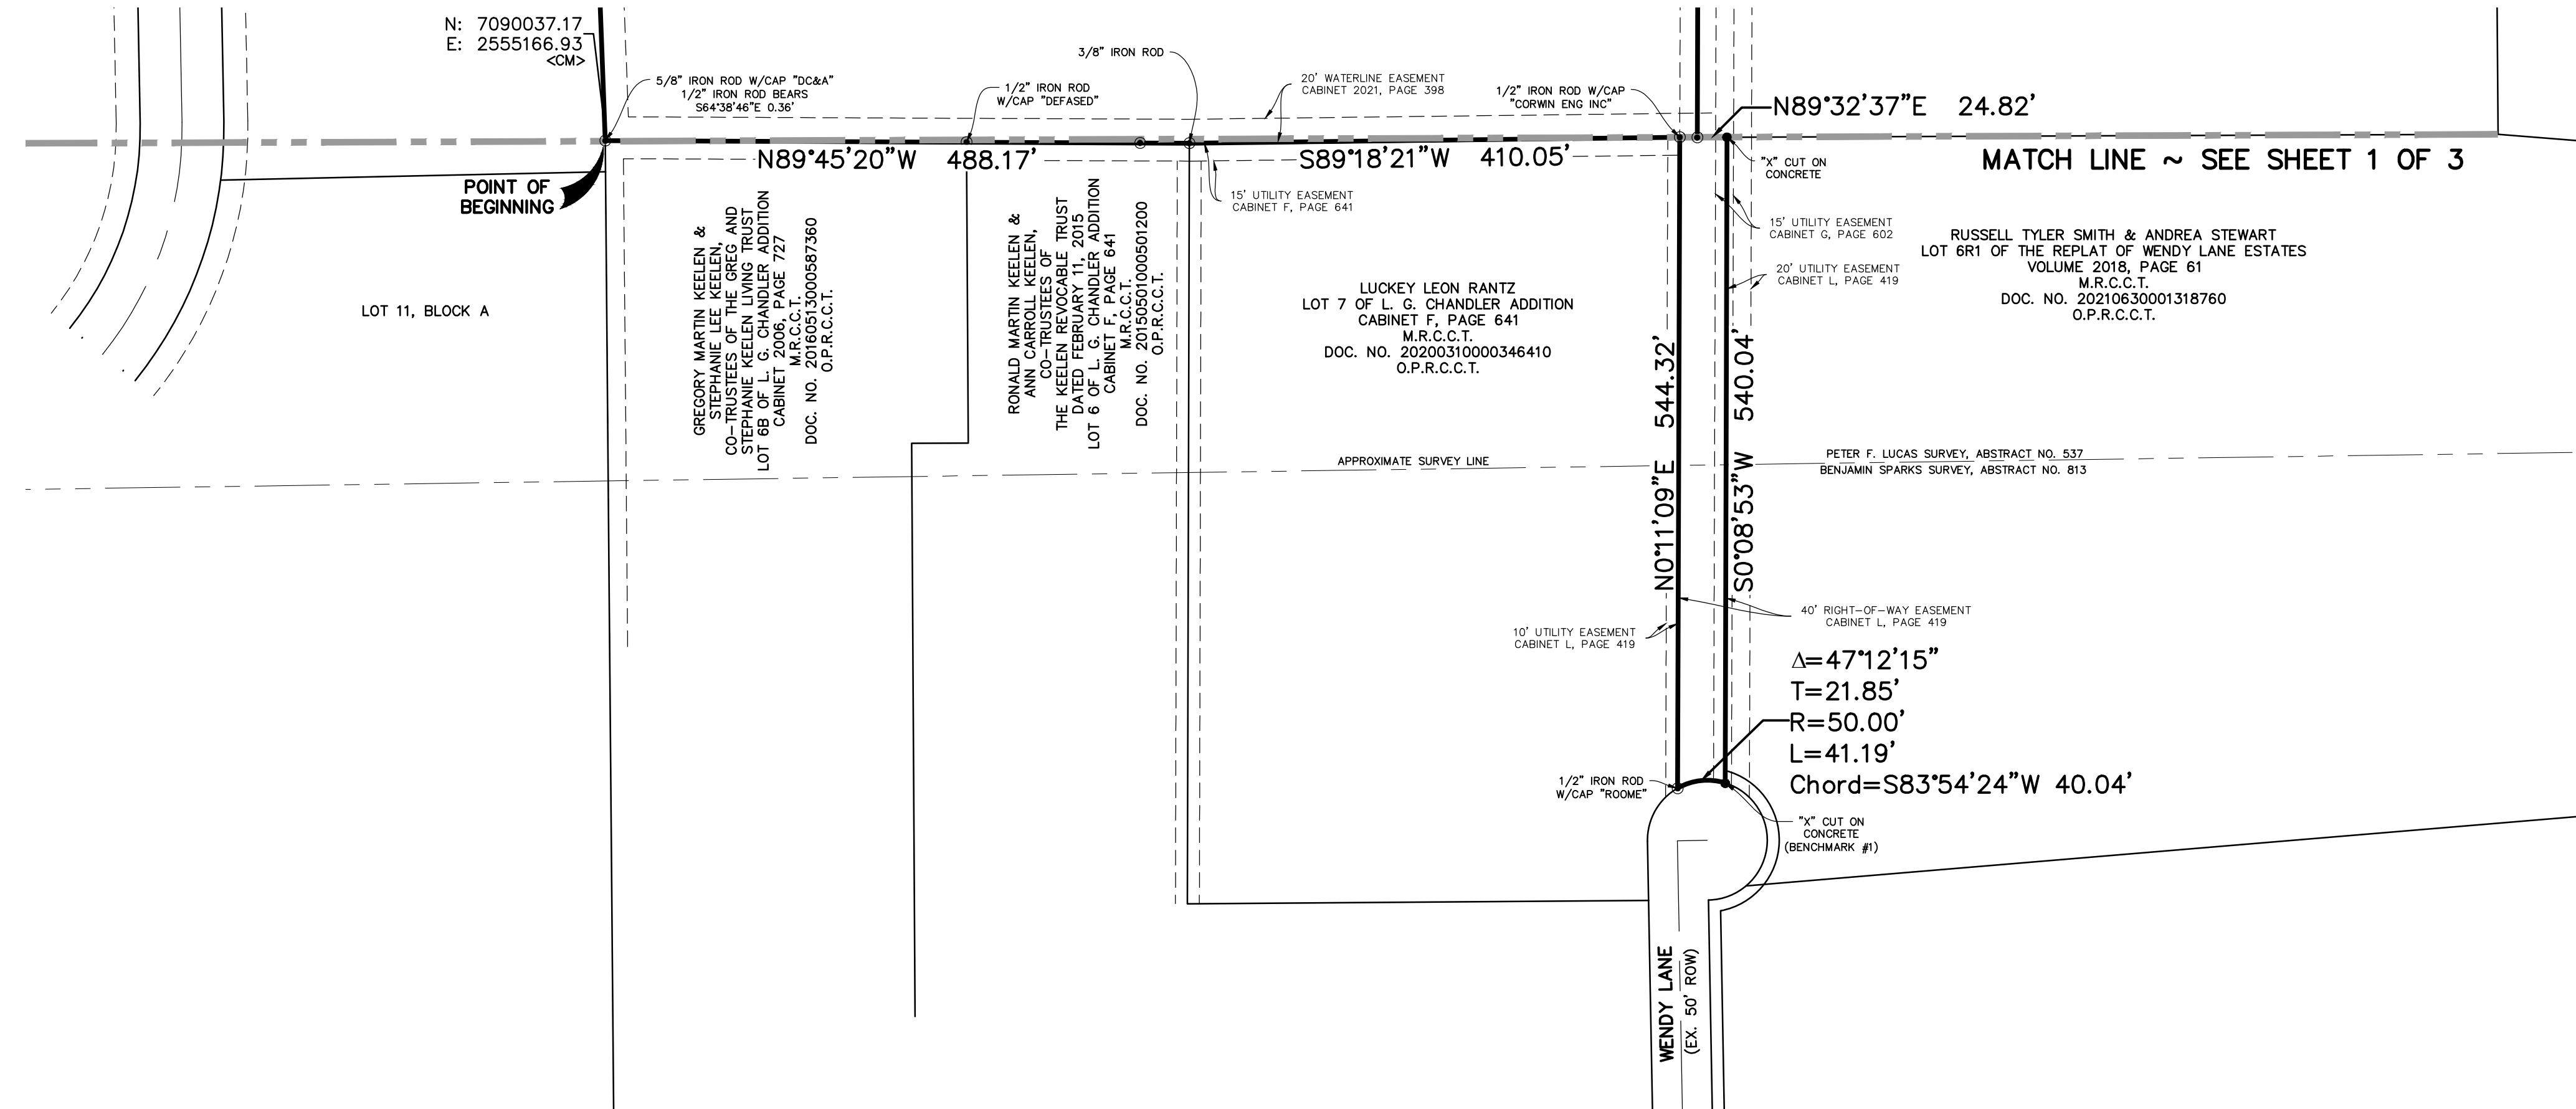 N: 7090037.17
E: 2555166.93
<CM>
5/8" IRON ROD W/CAP "DC&A"
1/2" IRON ROD BEARS
S64°38'46"E 0.36'
1/2" IRON ROD
W/CAP "DEFASED"
3/8" IRON ROD
20' WATERLINE EASEMENT
CABINET 2021, PAGE 398
1/2" IRON ROD W/CAP
"CORWIN ENG INC"
N89°32'37"E 24.82'
N89°45'20"W 488.17'
S89°18'21"W 410.05'
"X" CUT ON
CONCRETE
MATCH LINE ~ SEE SHEET 1 OF 3
POINT OF
BEGINNING
15' UTILITY EASEMENT
CABINET F, PAGE 641
15' UTILITY EASEMENT
CABINET G, PAGE 602
20' UTILITY EASEMENT
CABINET L, PAGE 419
RUSSELL TYLER SMITH & ANDREA STEWART
LOT 6R1 OF THE REPLAT OF WENDY LANE ESTATES
VOLUME 2018, PAGE 61
M.R.C.C.T.
DOC. NO. 20210630001318760
O.P.R.C.C.T.
LOT 11, BLOCK A
GREGORY MARTIN KEELEN &
STEPHANIE LEE KEELEN,
CO-TRUSTEES OF THE GREG AND
STEPHANIE KEELEN LIVING TRUST
LOT 6B OF L. G. CHANDLER ADDITION
CABINET 2006, PAGE 727
M.R.C.C.T.
DOC. NO. 20160513000587360
O.P.R.C.C.T.
RONALD MARTIN KEELEN &
ANN CARROLL KEELEN,
CO-TRUSTEES OF
THE KEELEN REVOCABLE TRUST
DATED FEBRUARY 11, 2015
LOT 6 OF L. G. CHANDLER ADDITION
CABINET F, PAGE 641
M.R.C.C.T.
DOC. NO. 20150501000501200
O.P.R.C.C.T.
LUCKEY LEON RANTZ
LOT 7 OF L. G. CHANDLER ADDITION
CABINET F, PAGE 641
M.R.C.C.T.
DOC. NO. 20200310000346410
O.P.R.C.C.T.
N0°11'09"E 544.32'
S0°08'53"W 540.04'
APPROXIMATE SURVEY LINE
PETER F. LUCAS SURVEY, ABSTRACT NO. 537
BENJAMIN SPARKS SURVEY, ABSTRACT NO. 813
40' RIGHT-OF-WAY EASEMENT
CABINET L, PAGE 419
10' UTILITY EASEMENT
CABINET L, PAGE 419
Δ=47°12'15"
T=21.85'
R=50.00'
L=41.19'
Chord=S83°54'24"W 40.04'
1/2" IRON ROD
W/CAP "ROOME"
"X" CUT ON
CONCRETE
(BENCHMARK #1)
WENDY LANE
(EX. 50' ROW)